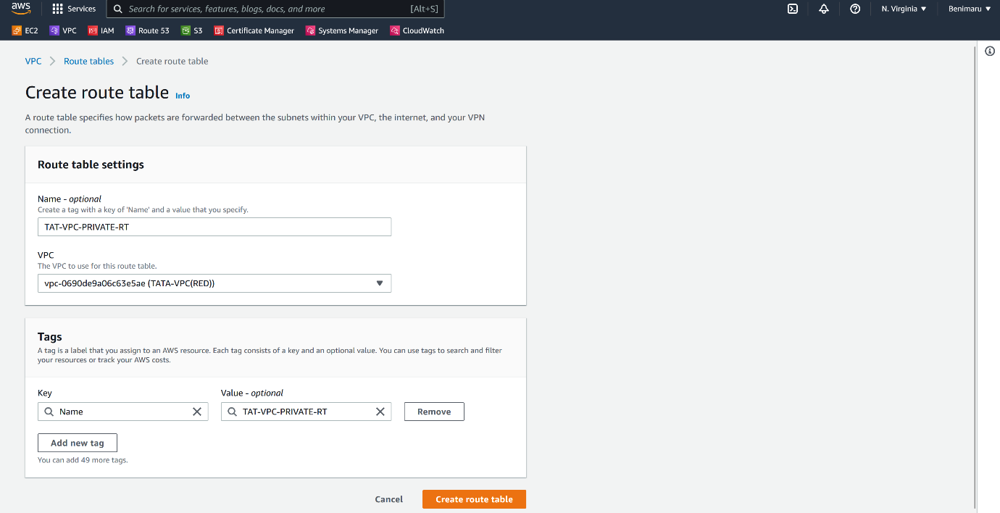 aws Services Search for services, features, blogs, docs, and more [Alt+S] N. Virginia Benimaru
EC2 VPC IAM Route 53 S3 Certificate Manager Systems Manager CloudWatch
VPC Route tables Create route table
Create route table Info
A route table specifies how packets are forwarded between the subnets within your VPC, the internet, and your VPN
connection.
Route table settings
Name - optional
Create a tag with a key of 'Name' and a value that you specify.
TAT-VPC-PRIVATE-RT
VPC
The VPC to use for this route table.
vpc-0690de9a06c63e5ae (TATA-VPC(RED))
Tags
A tag is a label that you assign to an AWS resource. Each tag consists of a key and an optional value. You can use tags to search and filter
your resources or track your AWS costs.
Key Value - optional
Name TAT-VPC-PRIVATE-RT Remove
Add new tag
You can add 49 more tags.
Cancel Create route table